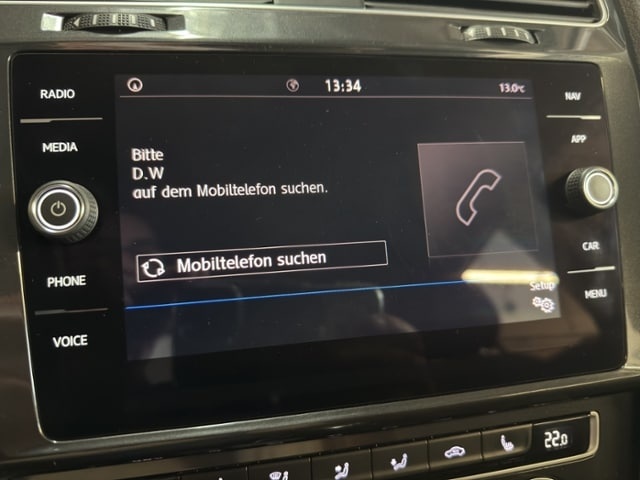 RADIO
MEDIA
PHONE
VOICE
13:34
13.0°C
Bitte
D.W
auf dem Mobiltelefon suchen.
Mobiltelefon suchen
Setup
NAV
APP
CAR
MENU
22.0